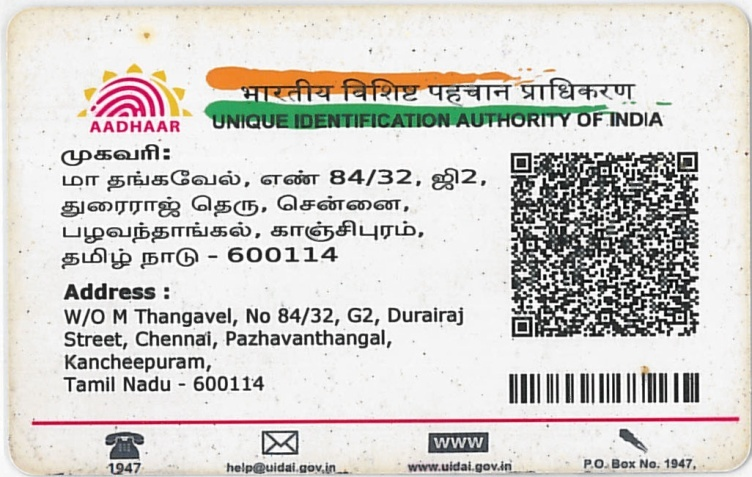 भारतीय विशिष्ट पहचान प्राधिकरण
AADHAAR
UNIQUE IDENTIFICATION AUTHORITY OF INDIA
முகவரி:
மா தங்கவேல், எண் 84/32, ஜி2,
துரைராஜ் தெரு, சென்னை,
பழவந்தாங்கல், காஞ்சிபுரம்,
தமிழ் நாடு - 600114
Address :
W/O M Thangavel, No 84/32, G2, Durairaj
Street, Chennai, Pazhavanthangal,
Kancheepuram,
Tamil Nadu - 600114
WWW
1947
help@uidai.gov.in
www.uidai.gov.in
P.O. Box No. 1947,